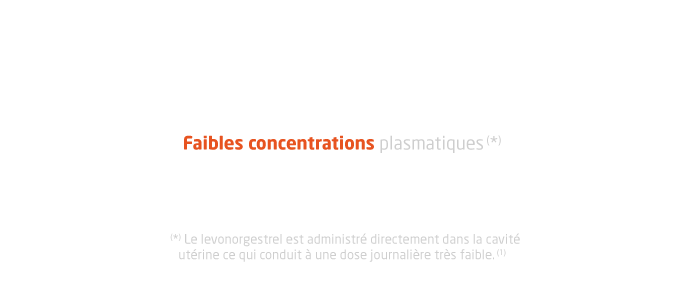 Faibles concentrations plasmatiques (*)
(*) Le levonorgestrel est administré directement dans la cavité
utérine ce qui conduit à une dose journalière très faible. (1)